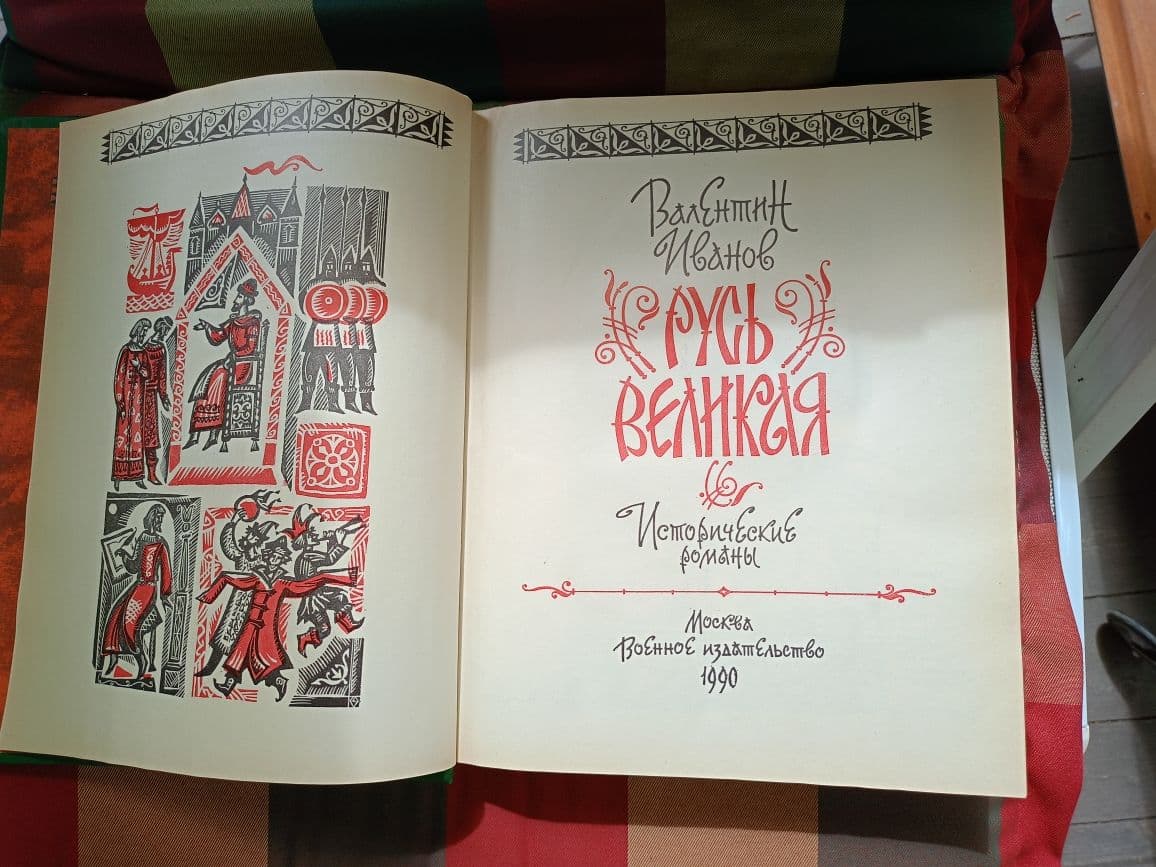 Валентин
Иванов
Русь
Великая
Исторические
романы
Москва
Военное издательство
1990